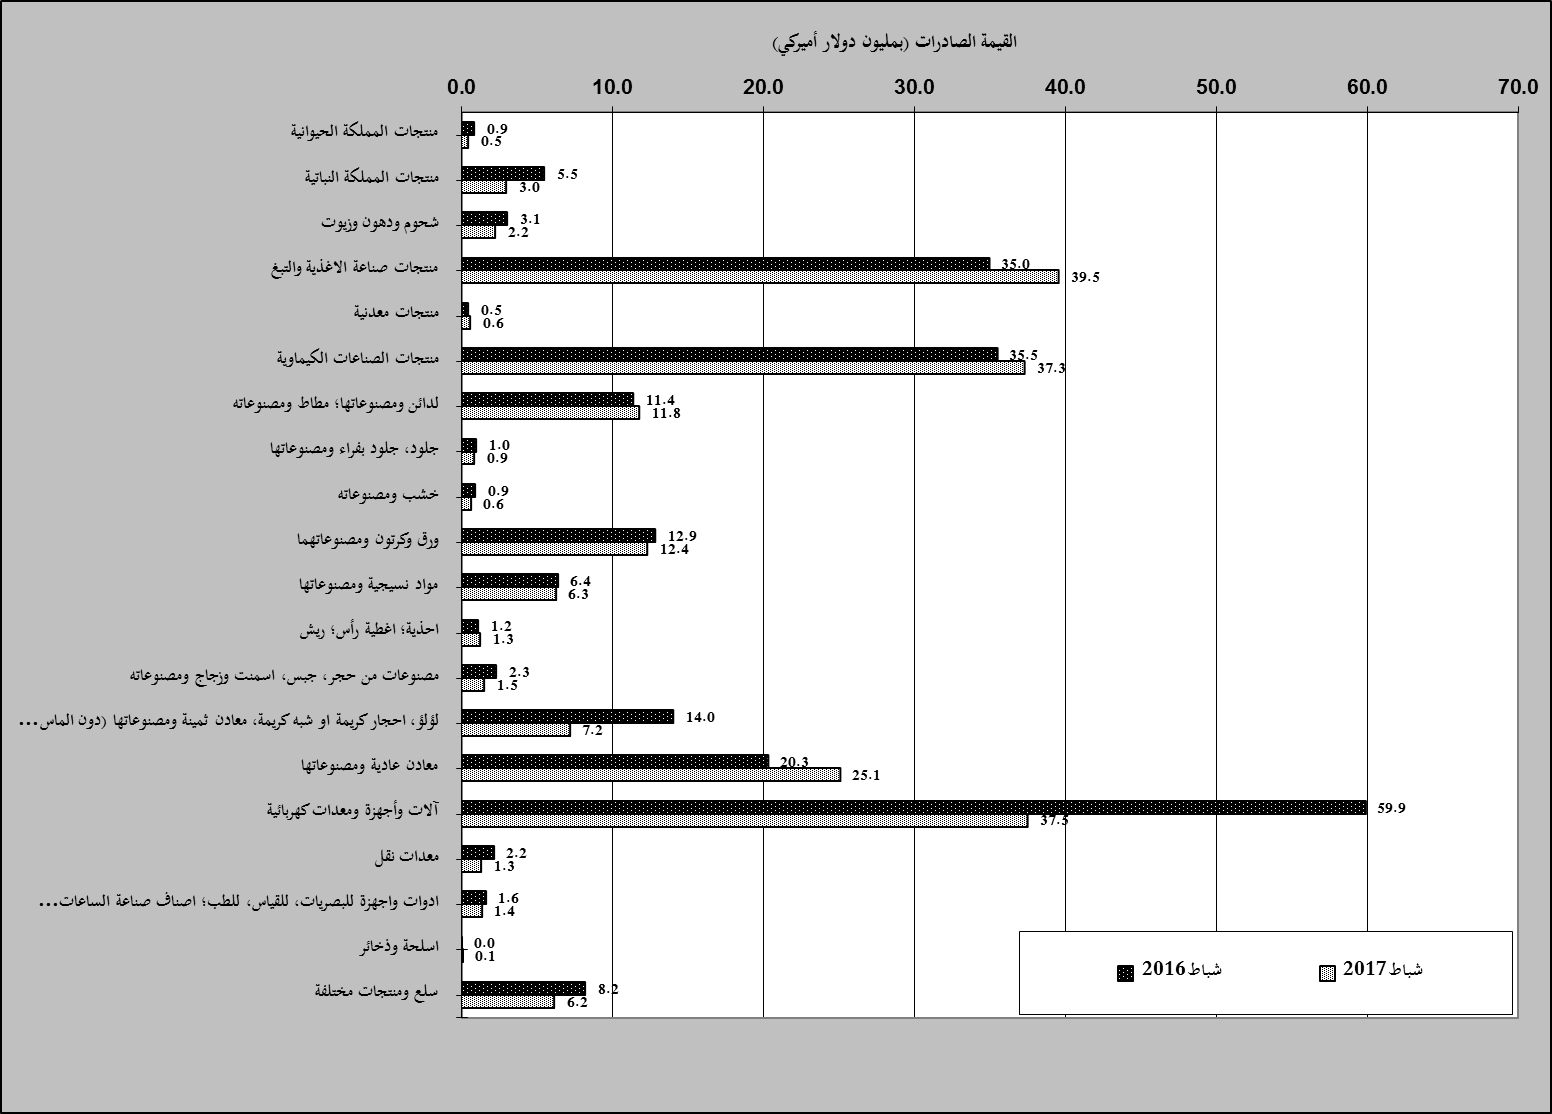 القيمة الصادرات (بمليون دولار أميركي)
0.0 10.0 20.0 30.0 40.0 50.0 60.0 70.0
منتجات المملكة الحيوانية 0.9
0.5
منتجات المملكة النباتية 5.5
3.0
شحوم ودهون وزيوت 3.1
2.2
منتجات صناعة الاغذية والتبغ 35.0
39.5
منتجات معدنية 0.5
0.6
منتجات الصناعات الكيماوية 35.5
37.3
لدائن ومصنوعاتها؛ مطاط ومصنوعاته 11.4
11.8
جلود، جلود بفراء ومصنوعاتها 1.0
0.9
خشب ومصنوعاته 0.9
0.6
ورق وكرتون ومصنوعاتهما 12.9
12.4
مواد نسيجية ومصنوعاتها 6.4
6.3
احذية؛ اغطية رأس؛ ريش 1.2
1.3
مصنوعات من حجر، جبس، اسمنت وزجاج ومصنوعاته 2.3
1.5
لؤلؤ، احجار كريمة او شبه كريمة، معادن ثمينة ومصنوعاتها (دون الماس... 14.0
7.2
معادن عادية ومصنوعاتها 20.3
25.1
آلات وأجهزة ومعدات كهربائية 59.9
37.5
معدات نقل 2.2
1.3
ادوات واجهزة للبصريات، للقياس، للطب؛ اصناف صناعة الساعات... 1.6
1.4
اسلحة وذخائر 0.0
0.1
سلع ومنتجات مختلفة 8.2
6.2
شباط 2016 شباط 2017